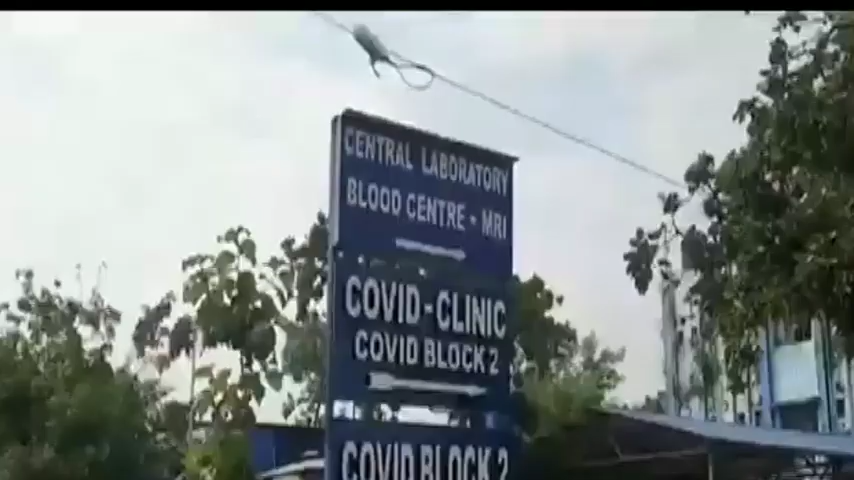 CENTRAL LABORATORY
BLOOD CENTRE - MRI
COVID-CLINIC
COVID BLOCK 2
COVID BLOCK 2